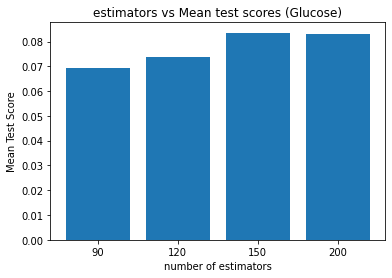 estimators vs Mean test scores (Glucose)
0.08
0.07
0.06
0.05
0.04
0.03
0.02
0.01
0.00
Mean Test Score
90 120 150 200
number of estimators